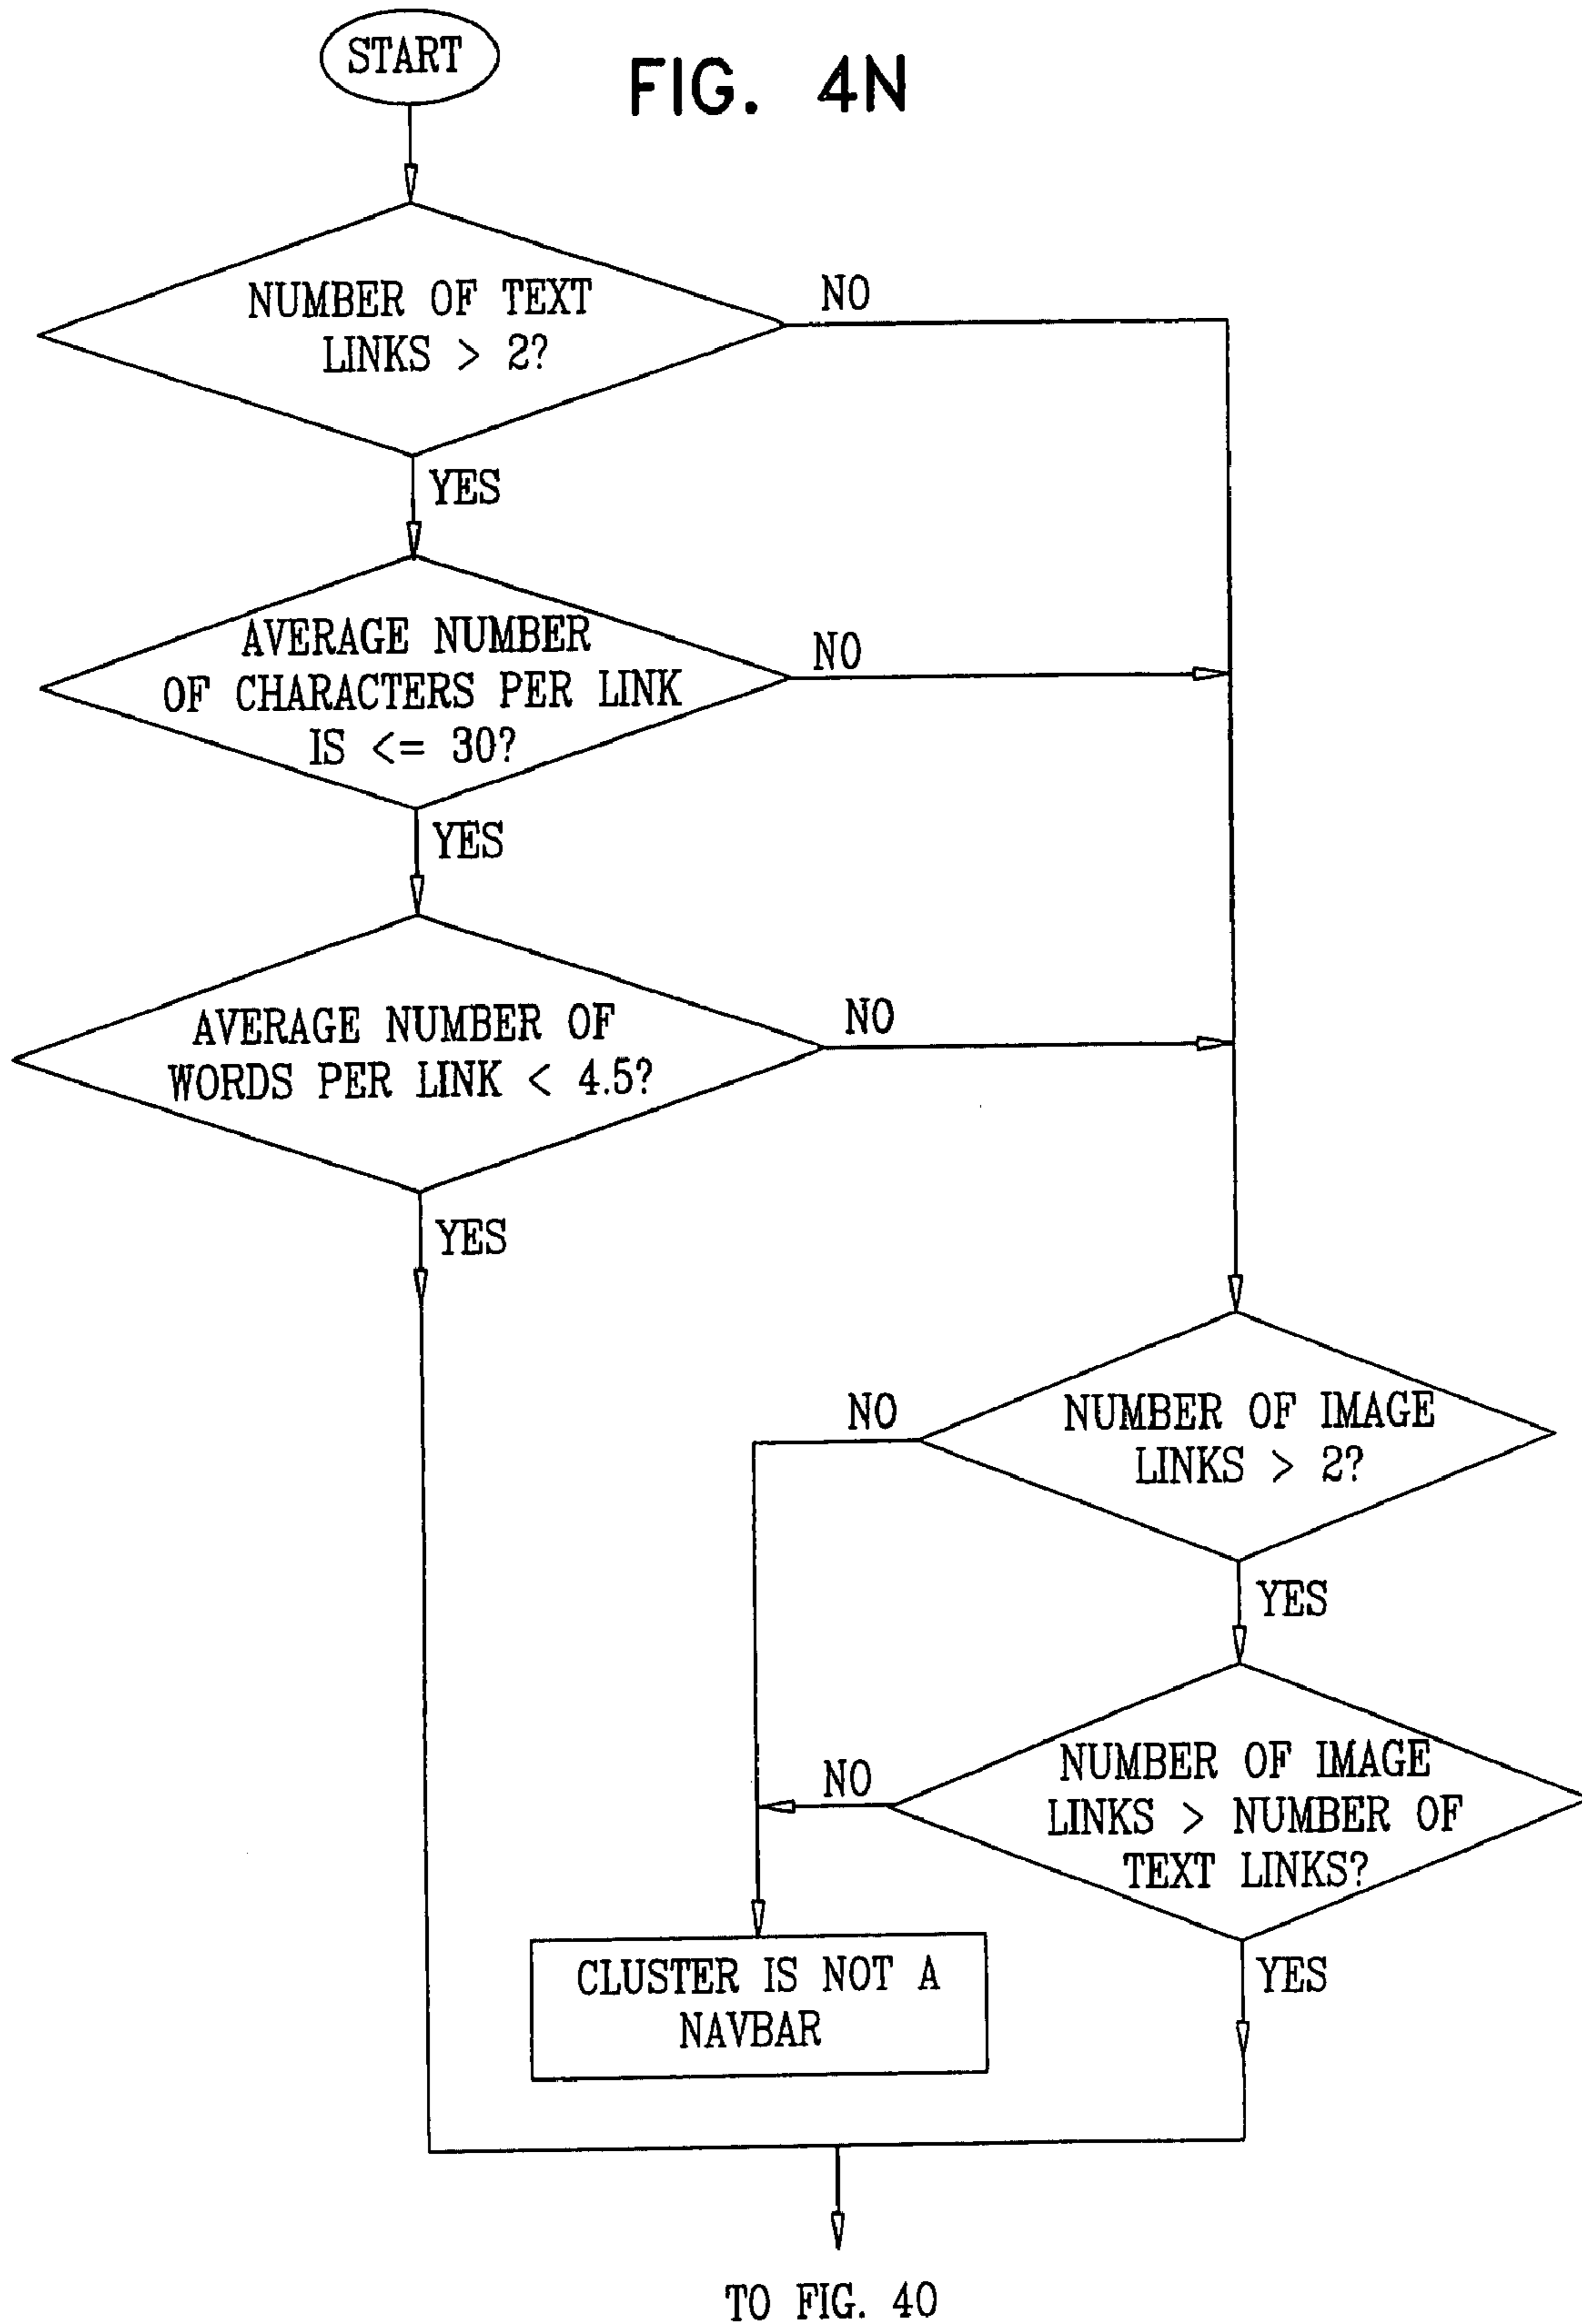 START
FIG. 4N
NUMBER OF TEXT
LINKS > 2?
NO
YES
AVERAGE NUMBER
OF CHARACTERS PER LINK
IS <= 30?
NO
YES
AVERAGE NUMBER OF
WORDS PER LINK < 4.5?
NO
YES
NUMBER OF IMAGE
LINKS > 2?
NO
YES
NUMBER OF IMAGE
LINKS > NUMBER OF
TEXT LINKS?
NO
YES
CLUSTER IS NOT A
NAVBAR
TO FIG. 4O